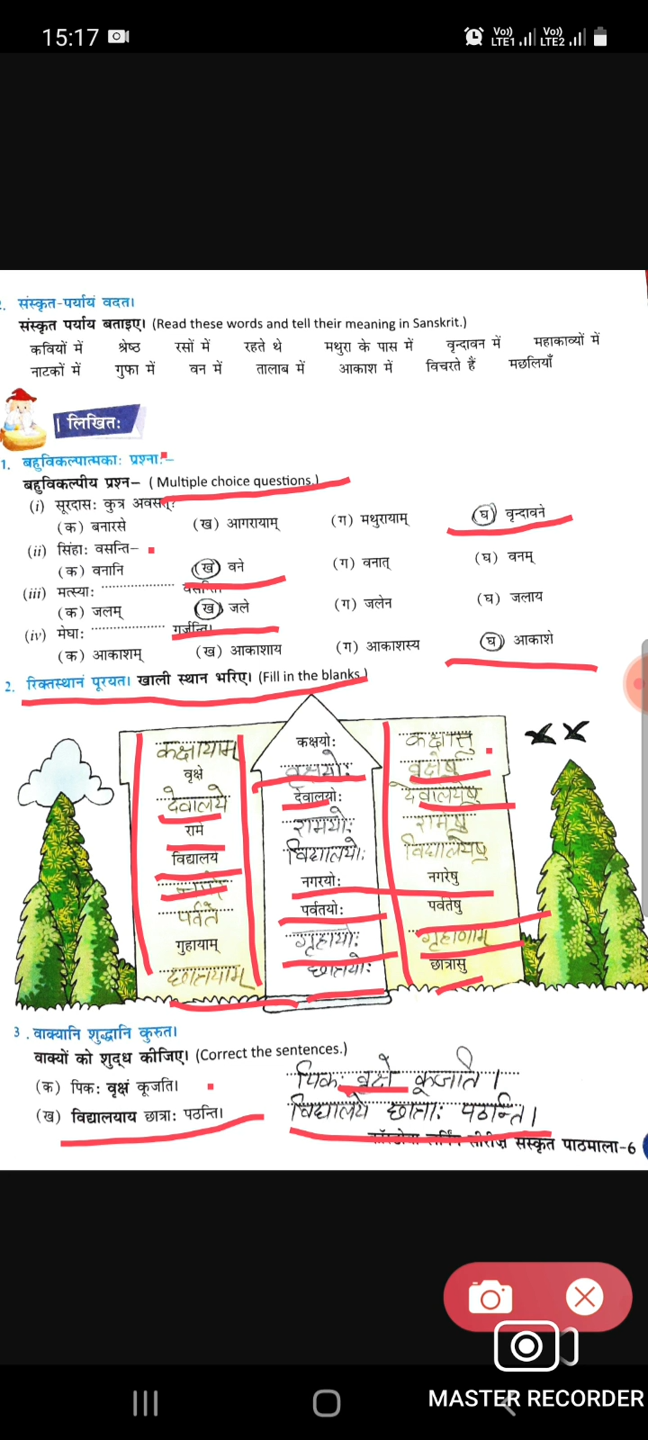 15:17
Vo)) LTE1 Vo)) LTE2
संस्कृत-पर्यायं वदत।
संस्कृत पर्याय बताइए। (Read these words and tell their meaning in Sanskrit.)
कवियों में श्रेष्ठ रसों में रहते थे मथुरा के पास में वृन्दावन में महाकाव्यों में
नाटकों में गुफा में वन में तालाब में आकाश में विचरते हैं मछलियाँ
लिखित:
1. बहुविकल्पात्मका: प्रश्ना:–
बहुविकल्पीय प्रश्न– ( Multiple choice questions.)
(i) सूरदास: कुत्र अवसत्?
(क) बनारसे (ख) आगरायाम् (ग) मथुरायाम् (घ) वृन्दावने
(ii) सिंहा: वसन्ति–
(क) वनानि (ख) वने (ग) वनात् (घ) वनम्
(iii) मत्स्या: ..................
(क) जलम् (ख) जले (ग) जलेन (घ) जलाय
(iv) मेघा: .................. गर्जन्ति।
(क) आकाशम् (ख) आकाशाय (ग) आकाशस्य (घ) आकाशे
2. रिक्तस्थानं पूरयत। खाली स्थान भरिए। (Fill in the blanks.)
कक्षायाम् कक्षयो: कक्षासु
वृक्षे वृक्षयो: वृक्षेषु
देवालये देवालयो: देवालयेषु
रामे रामयो: रामेषु
विद्यालय विद्यालयो: विद्यालयेषु
नगरयो: नगरेषु
पर्वते पर्वतयो: पर्वतेषु
गुहायाम् गृहायो: गृहाणाम्
छात्रायाम् छात्रयो: छात्रासु
3 . वाक्यानि शुद्धानि कुरुत।
वाक्यों को शुद्ध कीजिए। (Correct the sentences.)
(क) पिक: वृक्षं कूजति। पिक: वृक्षे कूजति।
(ख) विद्यालयाय छात्रा: पठन्ति। विद्यालये छात्रा: पठन्ति।
संस्कृत पाठमाला-6
MASTER RECORDER